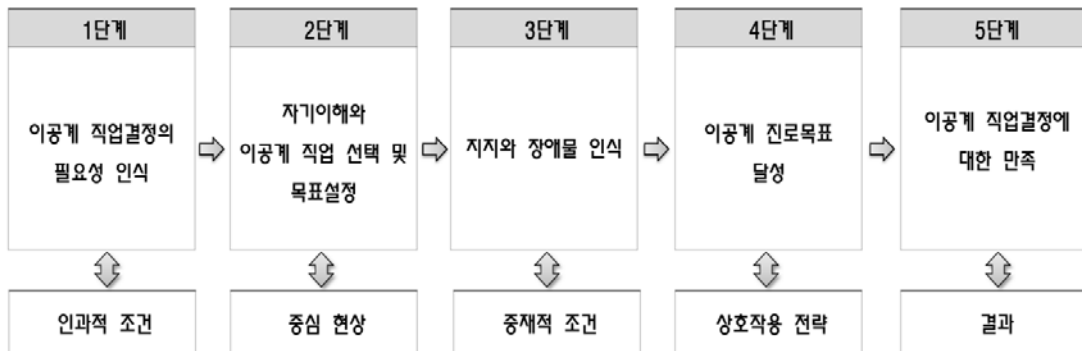 1단계
이공계 직업결정의
필요성 인식
인과적 조건
2단계
자기이해와
이공계 직업 선택 및
목표설정
중심 현상
3단계
지지와 장애물 인식
중재적 조건
4단계
이공계 진로목표
달성
상호작용 전략
5단계
이공계 직업결정에
대한 만족
결과